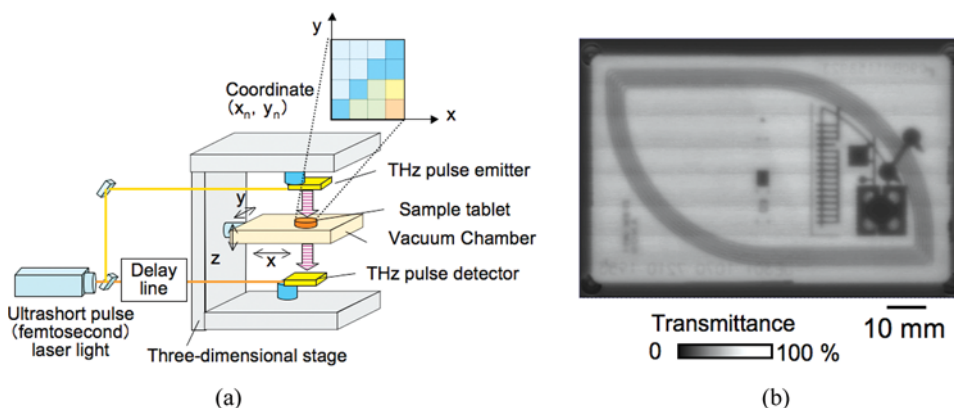 y
Coordinate
(xₙ, yₙ)
x
THz pulse emitter
y
Sample tablet
Vacuum Chamber
z
x
THz pulse detector
Delay
line
Ultrashort pulse
(femtosecond)
laser light
Three-dimensional stage
(a)
Transmittance
0
100 %
10 mm
(b)